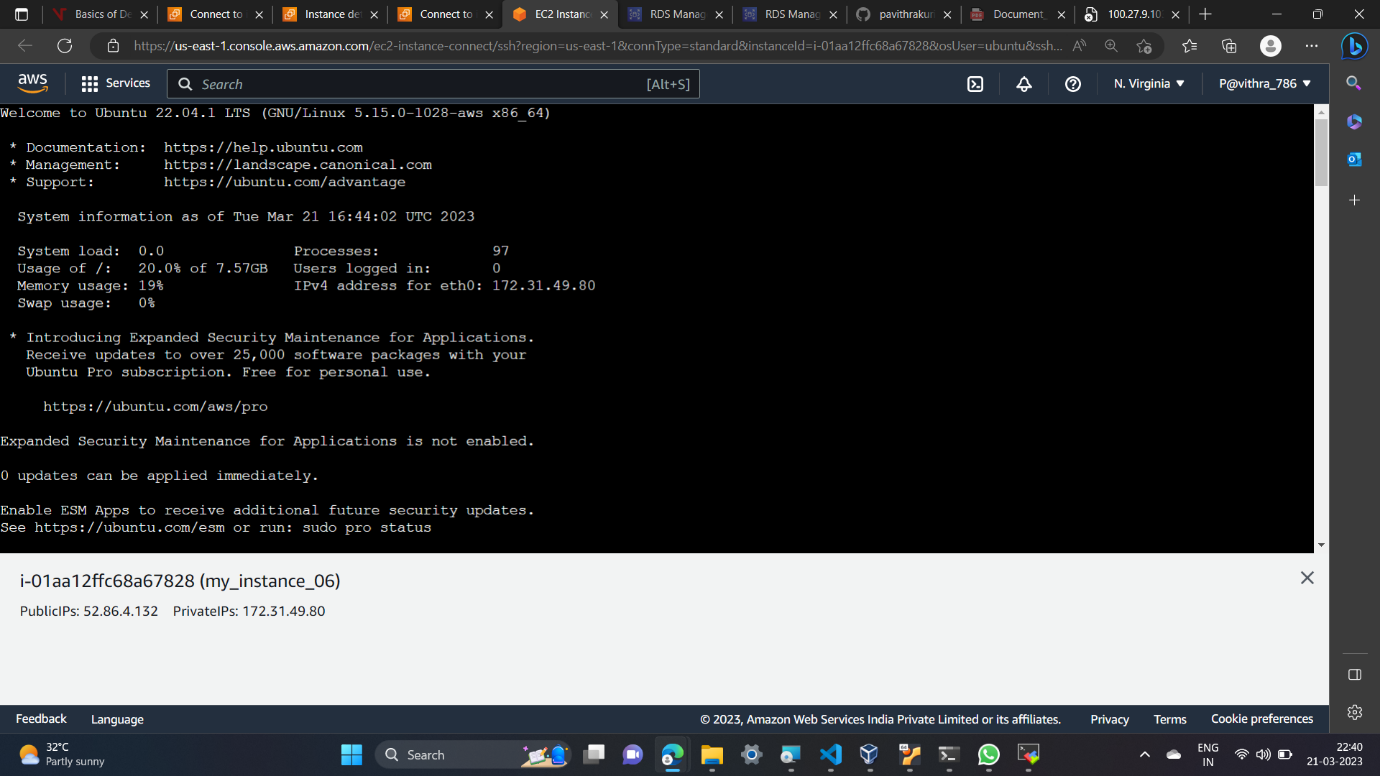 Basics of De
Connect to
Instance de
Connect to
EC2 Instanc
RDS Manag
RDS Manag
pavithrakur
Document_
100.27.9.10
https://us-east-1.console.aws.amazon.com/ec2-instance-connect/ssh?region=us-east-1&connType=standard&instanceId=i-01aa12ffc68a67828&osUser=ubuntu&ssh...
aws
Services
Search
[Alt+S]
N. Virginia ▼
P@vithra_786 ▼
Welcome to Ubuntu 22.04.1 LTS (GNU/Linux 5.15.0-1028-aws x86_64)
* Documentation: https://help.ubuntu.com
* Management: https://landscape.canonical.com
* Support: https://ubuntu.com/advantage
System information as of Tue Mar 21 16:44:02 UTC 2023
System load: 0.0 Processes: 97
Usage of /: 20.0% of 7.57GB Users logged in: 0
Memory usage: 19% IPv4 address for eth0: 172.31.49.80
Swap usage: 0%
* Introducing Expanded Security Maintenance for Applications.
Receive updates to over 25,000 software packages with your
Ubuntu Pro subscription. Free for personal use.
https://ubuntu.com/aws/pro
Expanded Security Maintenance for Applications is not enabled.
0 updates can be applied immediately.
Enable ESM Apps to receive additional future security updates.
See https://ubuntu.com/esm or run: sudo pro status
i-01aa12ffc68a67828 (my_instance_06)
PublicIPs: 52.86.4.132 PrivateIPs: 172.31.49.80
Feedback
Language
© 2023, Amazon Web Services India Private Limited or its affiliates.
Privacy
Terms
Cookie preferences
32°C
Partly sunny
Search
ENG
IN
22:40
21-03-2023